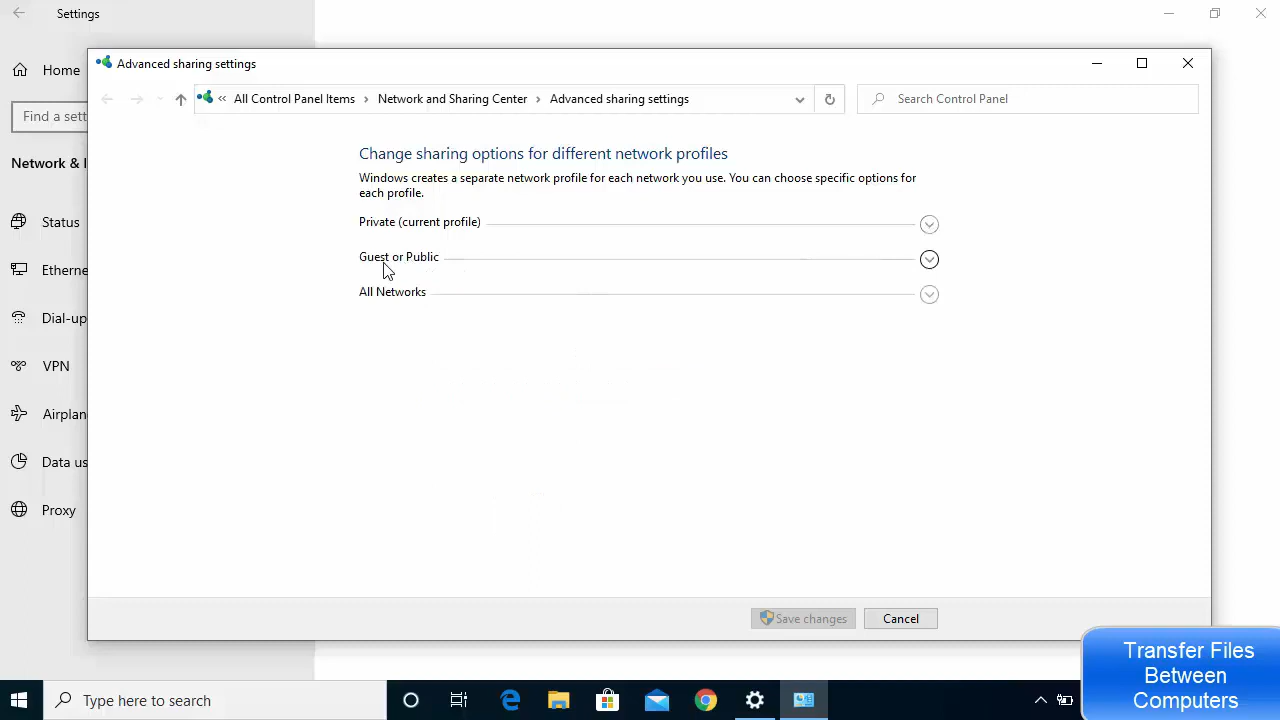 Settings
Home
Find a sett
Network & I
Status
Etherne
Dial-up
VPN
Airplan
Data us
Proxy
Advanced sharing settings
« All Control Panel Items › Network and Sharing Center › Advanced sharing settings
Search Control Panel
Change sharing options for different network profiles
Windows creates a separate network profile for each network you use. You can choose specific options for
each profile.
Private (current profile)
Guest or Public
All Networks
Save changes
Cancel
Transfer Files
Between
Computers
Type here to search